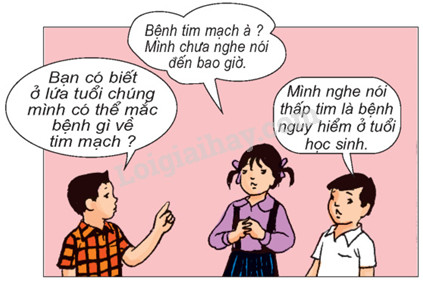 Bạn có biết
ở lứa tuổi chúng
mình có thể mắc
bệnh gì về
tim mạch ?
Bệnh tim mạch à ?
Mình chưa nghe nói
đến bao giờ.
Mình nghe nói
thấp tim là bệnh
nguy hiểm ở tuổi
học sinh.
Loigiaihay.com